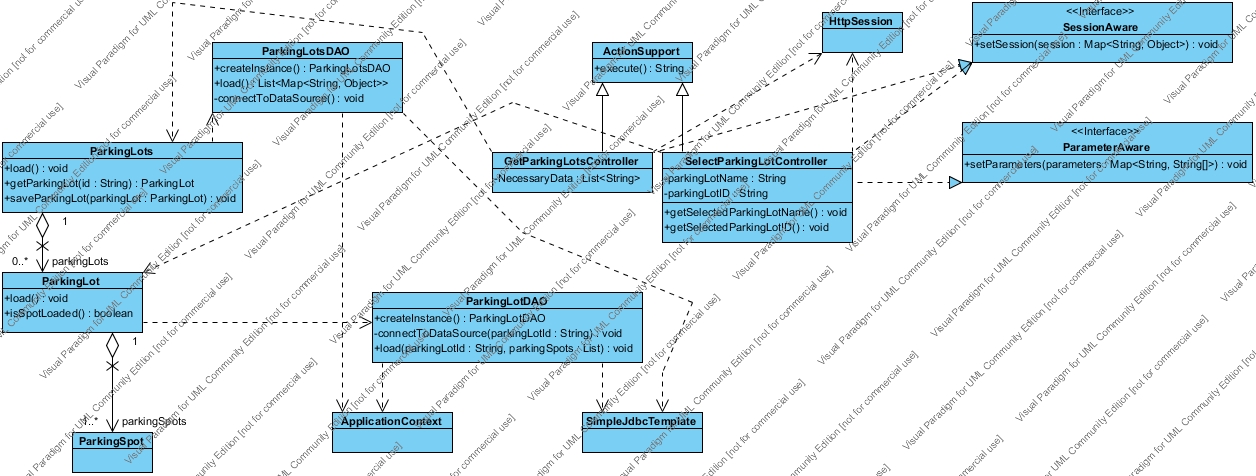 HttpSession
<<Interface>>
SessionAware
+setSession(session : Map<String, Object>) : void
ParkingLotsDAO
+createInstance() : ParkingLotsDAO
+load() : List<Map<String, Object>>
-connectToDataSource() : void
ActionSupport
+execute() : String
<<Interface>>
ParameterAware
+setParameters(parameters : Map<String, String[]>) : void
ParkingLots
+load() : void
+getParkingLot(id : String) : ParkingLot
+saveParkingLot(parkingLot : ParkingLot) : void
GetParkingLotsController
-NecessaryData : List<String>
SelectParkingLotController
-parkingLotName : String
-parkingLotID : String
+getSelectedParkingLotName() : void
+getSelectedParkingLotID() : void
1
0..*
parkingLots
ParkingLot
+load() : void
+isSpotLoaded() : boolean
1
ParkingLotDAO
+createInstance() : ParkingLotDAO
-connectToDataSource(parkingLotId : String) : void
+load(parkingLotId : String, parkingSpots : List) : void
1..*
parkingSpots
ParkingSpot
ApplicationContext
SimpleJdbcTemplate
Visual Paradigm for UML Community Edition [not for commercial use]